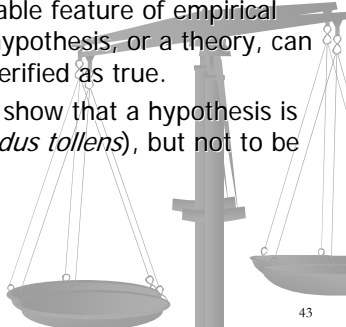 able feature of empirical
hypothesis, or a theory, can
erified as true.
show that a hypothesis is
dus tollens), but not to be
43